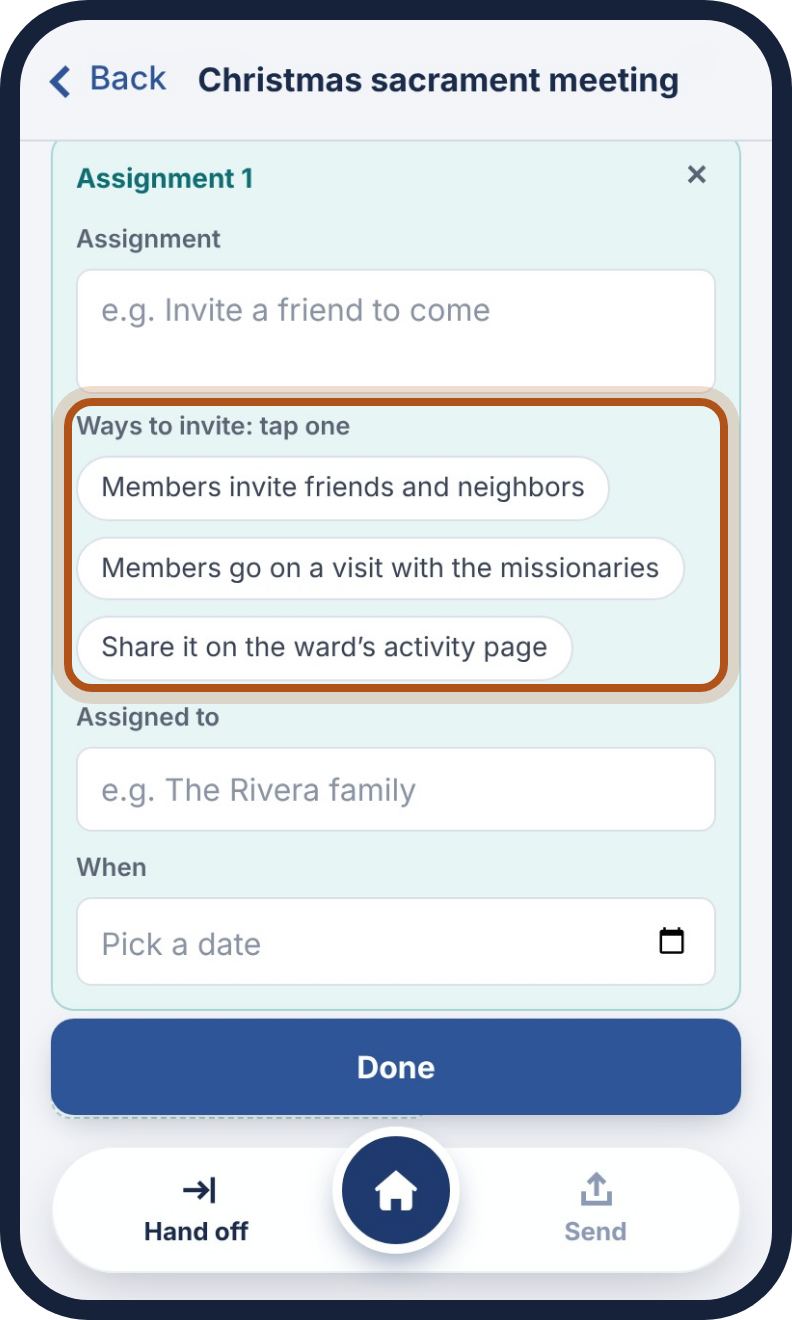 Back Christmas sacrament meeting
Assignment 1
Assignment
e.g. Invite a friend to come
Ways to invite: tap one
Members invite friends and neighbors
Members go on a visit with the missionaries
Share it on the ward’s activity page
Assigned to
e.g. The Rivera family
When
Pick a date
Done
Hand off Send